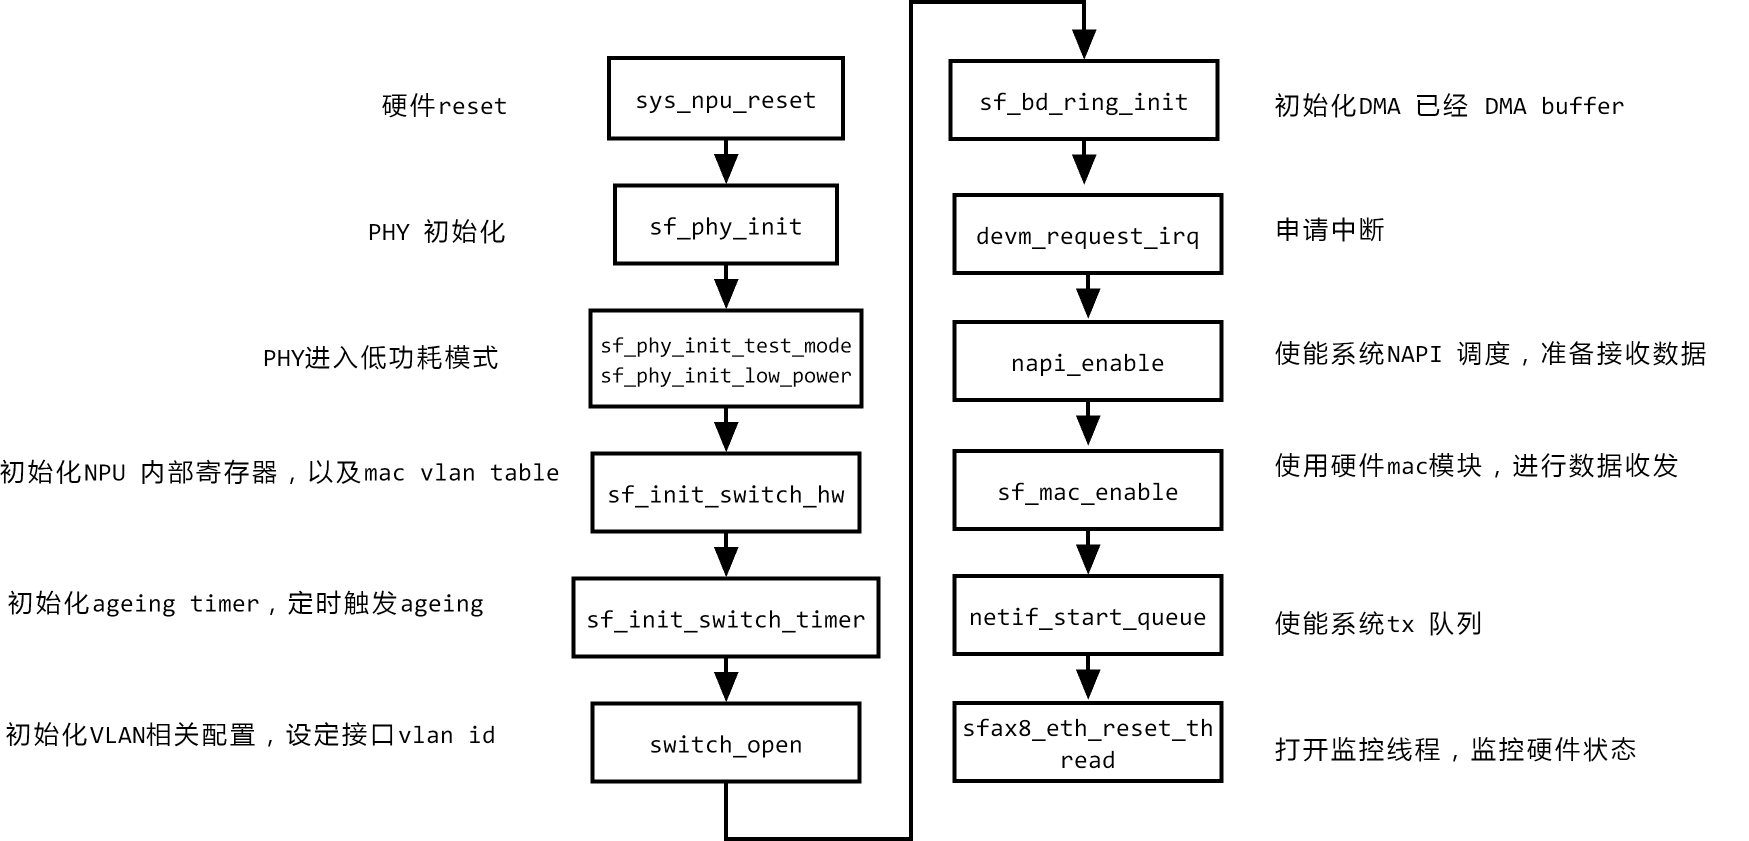 硬件reset
sys_npu_reset
PHY 初始化
sf_phy_init
PHY进入低功耗模式
sf_phy_init_test_mode
sf_phy_init_low_power
初始化NPU 内部寄存器，以及mac vlan table
sf_init_switch_hw
初始化ageing timer，定时触发ageing
sf_init_switch_timer
初始化VLAN相关配置，设定接口vlan id
switch_open
sf_bd_ring_init
初始化DMA 已经 DMA buffer
devm_request_irq
申请中断
napi_enable
使能系统NAPI 调度，准备接收数据
sf_mac_enable
使用硬件mac模块，进行数据收发
netif_start_queue
使能系统tx 队列
sfax8_eth_reset_th
read
打开监控线程，监控硬件状态